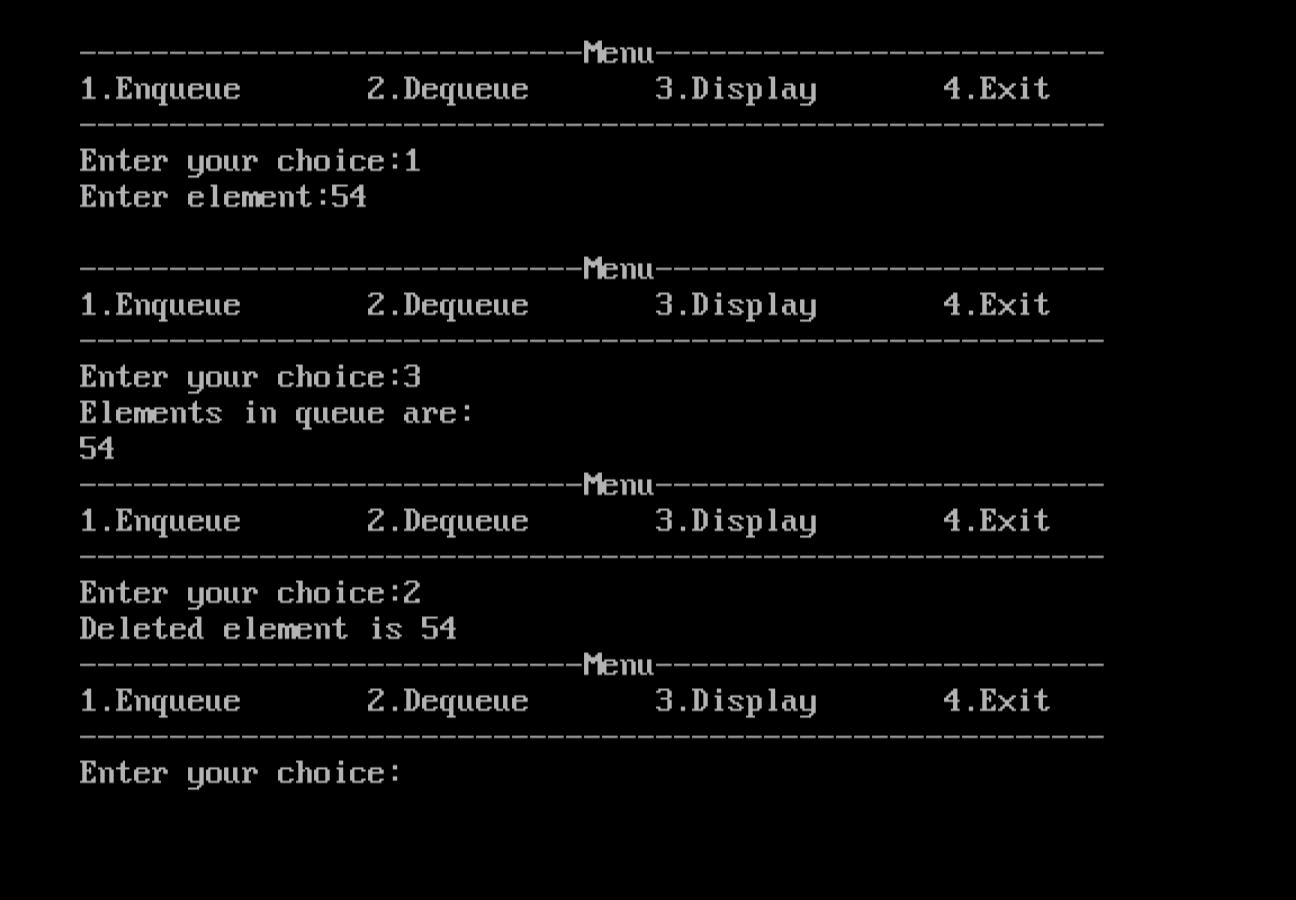 ----------------------------Menu-------------------------
1.Enqueue       2.Dequeue       3.Display       4.Exit
---------------------------------------------------------
Enter your choice:1
Enter element:54
----------------------------Menu-------------------------
1.Enqueue       2.Dequeue       3.Display       4.Exit
---------------------------------------------------------
Enter your choice:3
Elements in queue are:
54
----------------------------Menu-------------------------
1.Enqueue       2.Dequeue       3.Display       4.Exit
---------------------------------------------------------
Enter your choice:2
Deleted element is 54
----------------------------Menu-------------------------
1.Enqueue       2.Dequeue       3.Display       4.Exit
---------------------------------------------------------
Enter your choice: